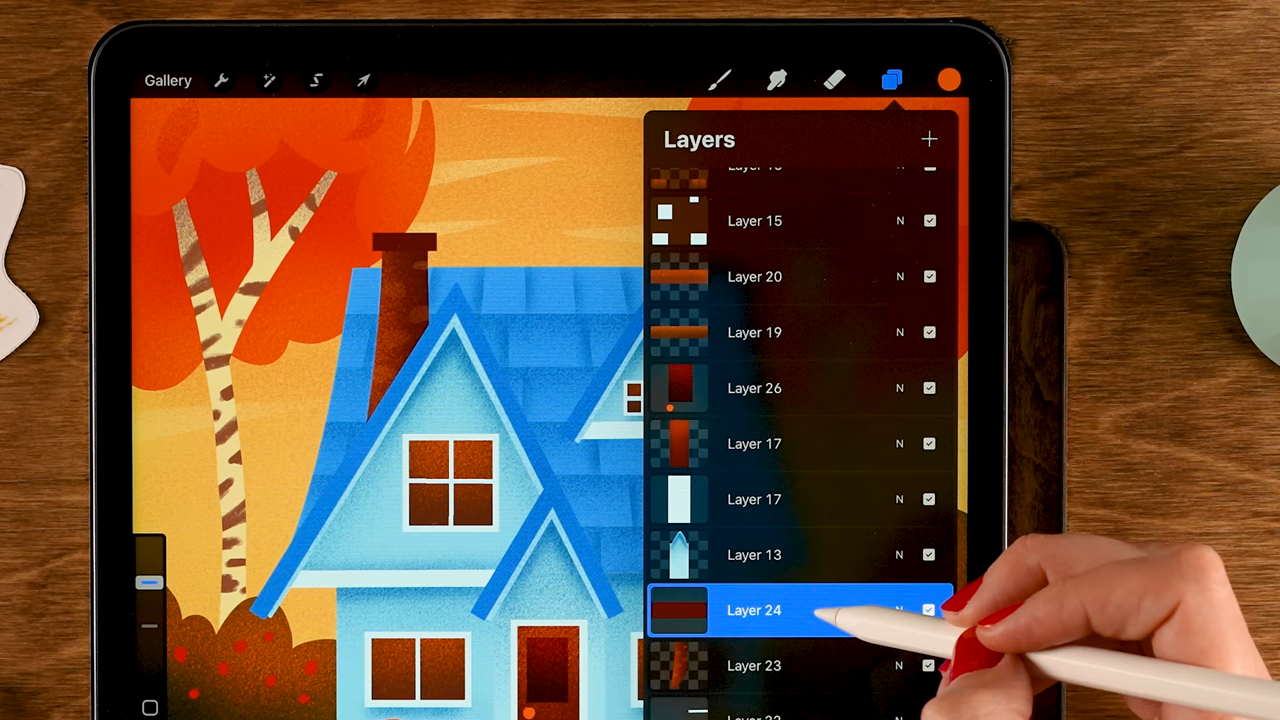 Gallery
Layers
Layer 15 N
Layer 20 N
Layer 19 N
Layer 26 N
Layer 17 N
Layer 17 N
Layer 13 N
Layer 24
Layer 23 N